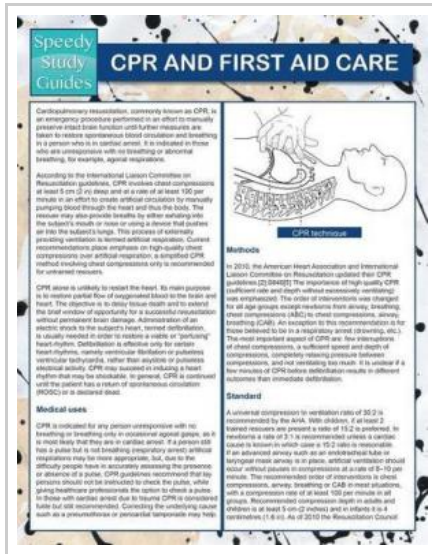 Speedy
Study
Guides
CPR AND FIRST AID CARE
Cardiopulmonary resuscitation, commonly known as CPR, is
an emergency procedure performed in an effort to manually
preserve intact brain function until further measures are
taken to restore spontaneous blood circulation and breathing
in a person who is in cardiac arrest. It is indicated in those
who are unresponsive with no breathing or abnormal
breathing, for example, agonal respirations.
According to the International Liaison Committee on
Resuscitation guidelines, CPR involves chest compressions
at least 5 cm (2 in) deep and at a rate of at least 100 per
minute in an effort to create artificial circulation by manually
pumping blood through the heart and thus the body. The
rescuer may also provide breaths by either exhaling into
the subject's mouth or nose or using a device that pushes
air into the subject's lungs. This process of externally
providing ventilation is termed artificial respiration. Current
recommendations place emphasis on high-quality chest
compressions over artificial respiration; a simplified CPR
method involving chest compressions only is recommended
for untrained rescuers.
CPR alone is unlikely to restart the heart. Its main purpose
is to restore partial flow of oxygenated blood to the brain and
heart. The objective is to delay tissue death and to extend
the brief window of opportunity for a successful resuscitation
without permanent brain damage. Administration of an
electric shock to the subject's heart, termed defibrillation,
is usually needed in order to restore a viable or "perfusing"
heart rhythm. Defibrillation is effective only for certain
heart rhythms, namely ventricular fibrillation or pulseless
ventricular tachycardia, rather than asystole or pulseless
electrical activity. CPR may succeed in inducing a heart
rhythm that may be shockable. In general, CPR is continued
until the patient has a return of spontaneous circulation
(ROSC) or is declared dead.
Medical uses
CPR is indicated for any person unresponsive with no
breathing or breathing only in occasional agonal gasps, as it
is most likely that they are in cardiac arrest. If a person still
has a pulse but is not breathing (respiratory arrest) artificial
respirations may be more appropriate, but, due to the
difficulty people have in accurately assessing the presence
or absence of a pulse, CPR guidelines recommend that lay
persons should not be instructed to check the pulse, while
giving healthcare professionals the option to check a pulse.
In those with cardiac arrest due to trauma CPR is considered
futile but still recommended. Correcting the underlying cause
such as a pneumothorax or pericardial tamponade may help.
CPR technique
Methods
In 2010, the American Heart Association and International
Liaison Committee on Resuscitation updated their CPR
guidelines.
The importance of high quality CPR
(sufficient rate and depth without excessively ventilating)
was emphasized. The order of interventions was changed
for all age groups except newborns from airway, breathing,
chest compressions (ABC) to chest compressions, airway,
breathing (CAB). An exception to this recommendation is for
those believed to be in a respiratory arrest (drowning, etc.).
The most important aspect of CPR are: few interruptions
of chest compressions, a sufficient speed and depth of
compressions, completely relaxing pressure between
compressions, and not ventilating too much. It is unclear if a
few minutes of CPR before defibrillation results in different
outcomes than immediate defibrillation.
Standard
A universal compression to ventilation ratio of 30:2 is
recommended by the AHA. With children, if at least 2
trained rescuers are present a ratio of 15:2 is preferred. In
newborns a rate of 3:1 is recommended unless a cardiac
cause is known in which case a 15:2 ratio is reasonable.
If an advanced airway such as an endotracheal tube or
laryngeal mask airway is in place, artificial ventilation should
occur without pauses in compressions at a rate of 8–10 per
minute. The recommended order of interventions is chest
compressions, airway, breathing or CAB in most situations,
with a compression rate of at least 100 per minute in all
groups. Recommended compression depth in adults and
children is at least 5 cm (2 inches) and in infants it is 4
centimetres (1.6 in). As of 2010 the Resuscitation Council